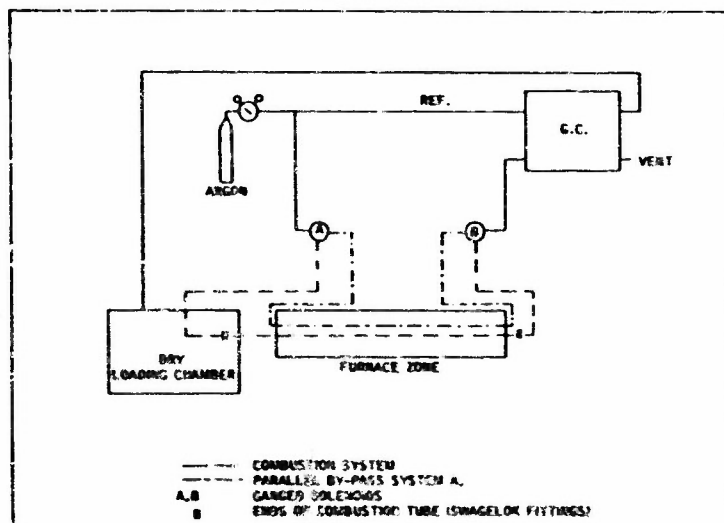 REF.
G.C.
VENT
ARGON
A
B
DRY
LOADING CHAMBER
FURNACE ZONE
COMBUSTION SYSTEM
PARALLEL BY-PASS SYSTEM A.
A,B GANGED SOLENOIDS
ENDS OF COMBUSTION TUBE (SWAGELOK FITTINGS)